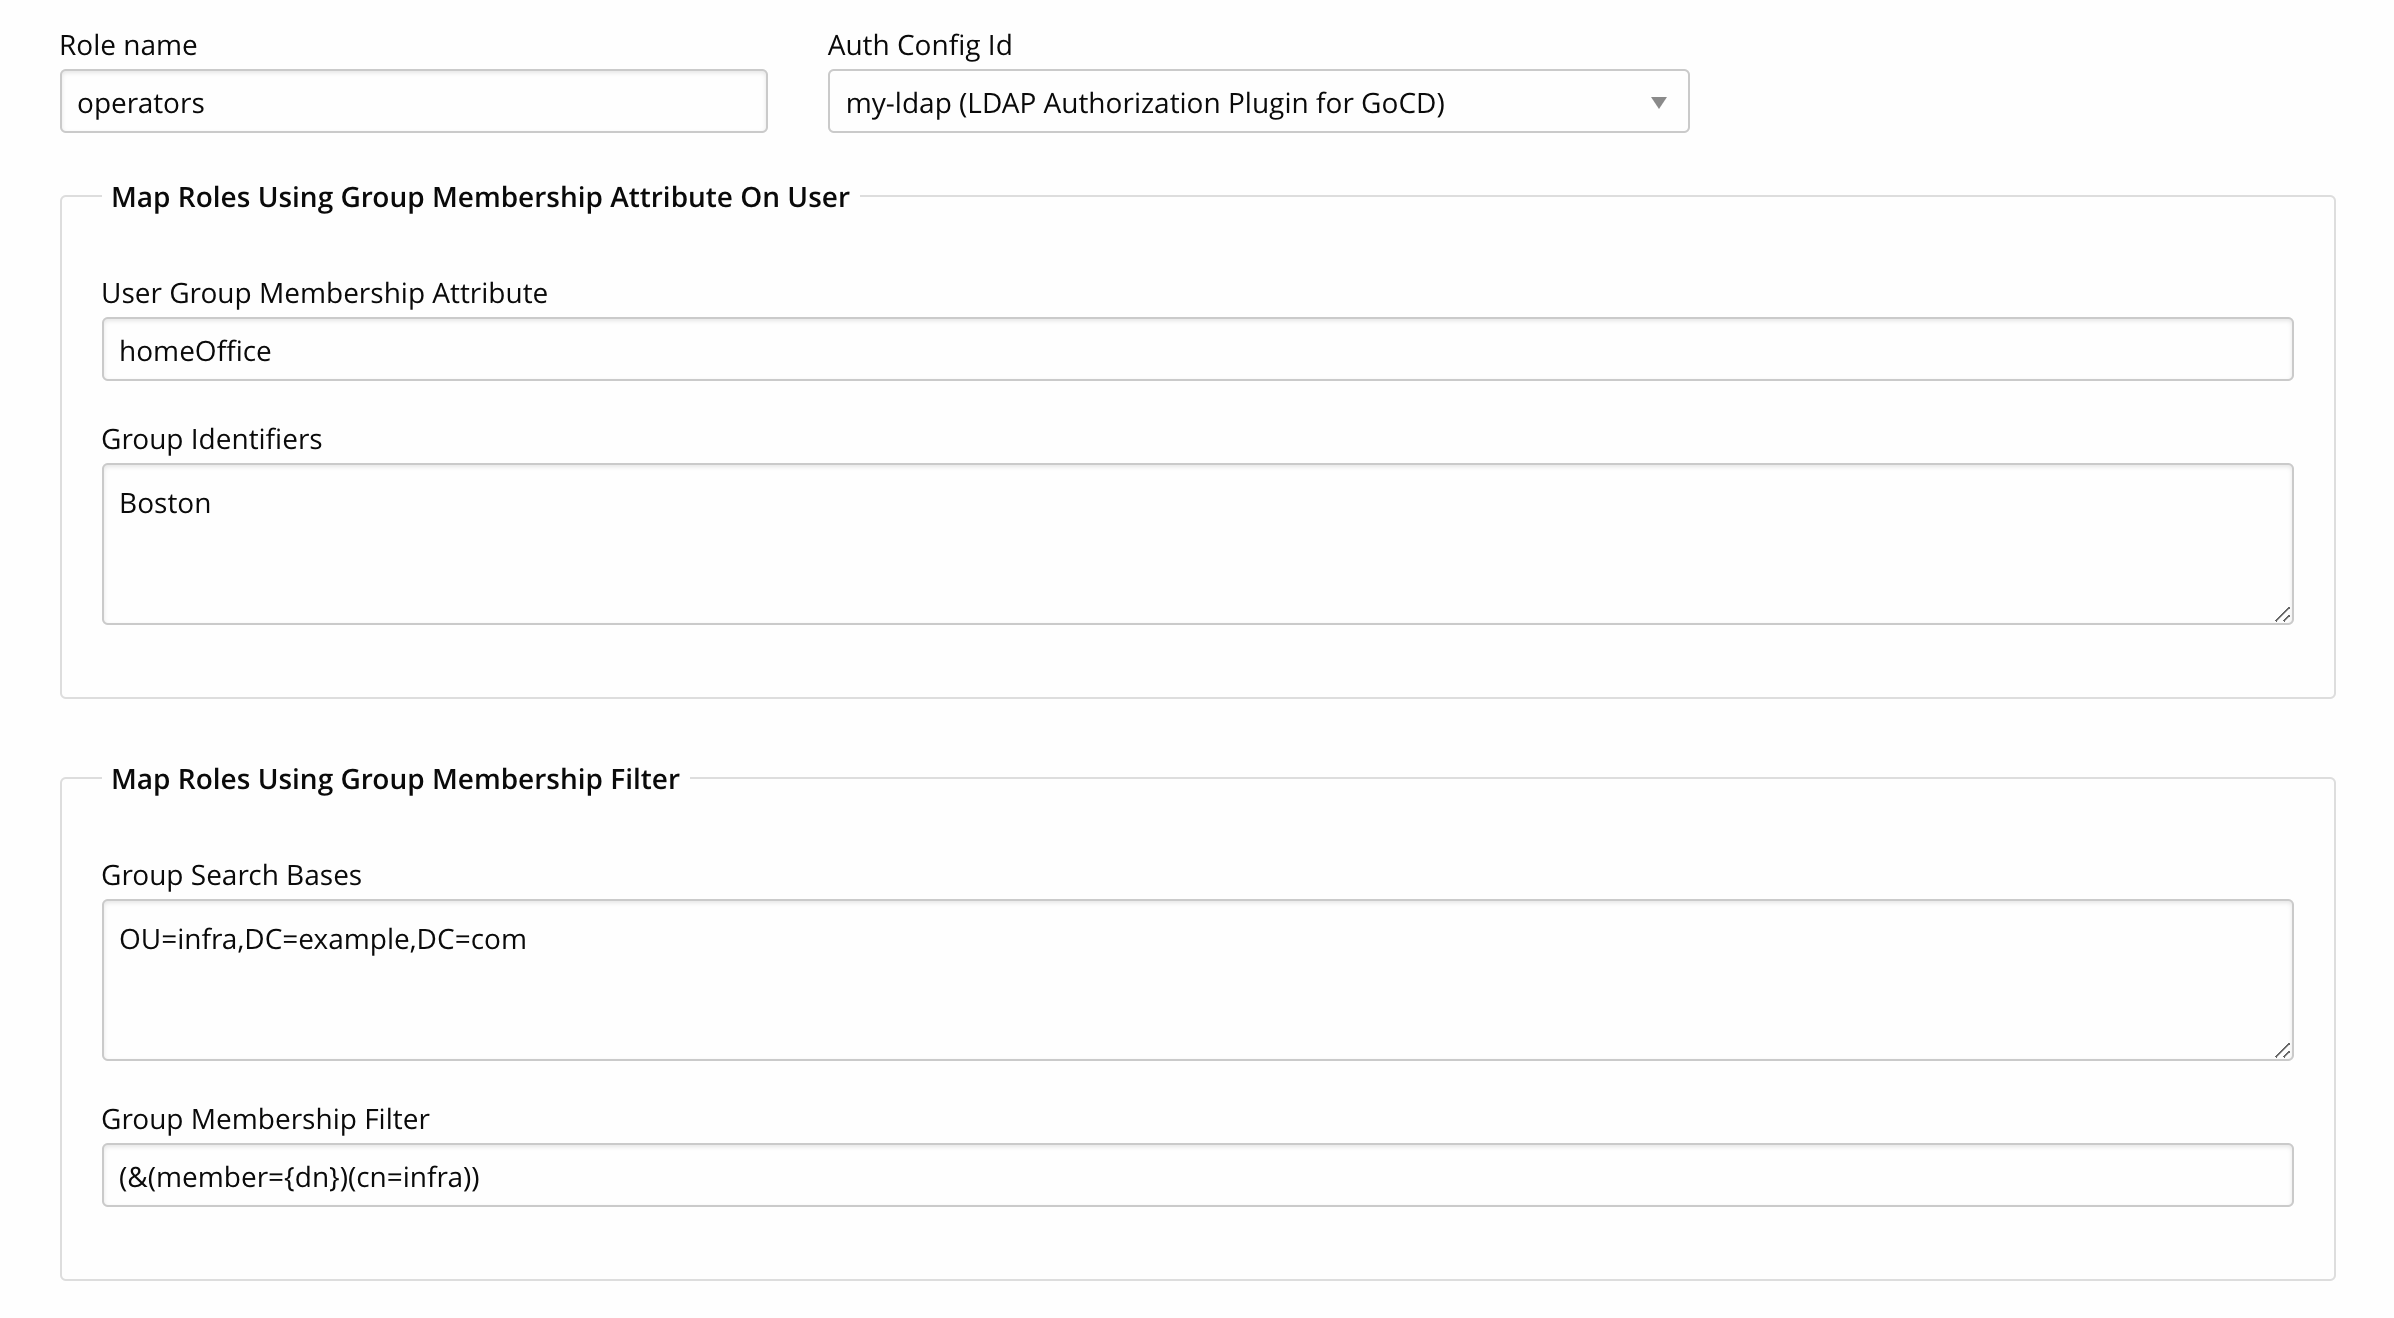 Role name
Auth Config Id
operators
my-ldap (LDAP Authorization Plugin for GoCD)
Map Roles Using Group Membership Attribute On User
User Group Membership Attribute
homeOffice
Group Identifiers
Boston
Map Roles Using Group Membership Filter
Group Search Bases
OU=infra,DC=example,DC=com
Group Membership Filter
(&(member={dn})(cn=infra))